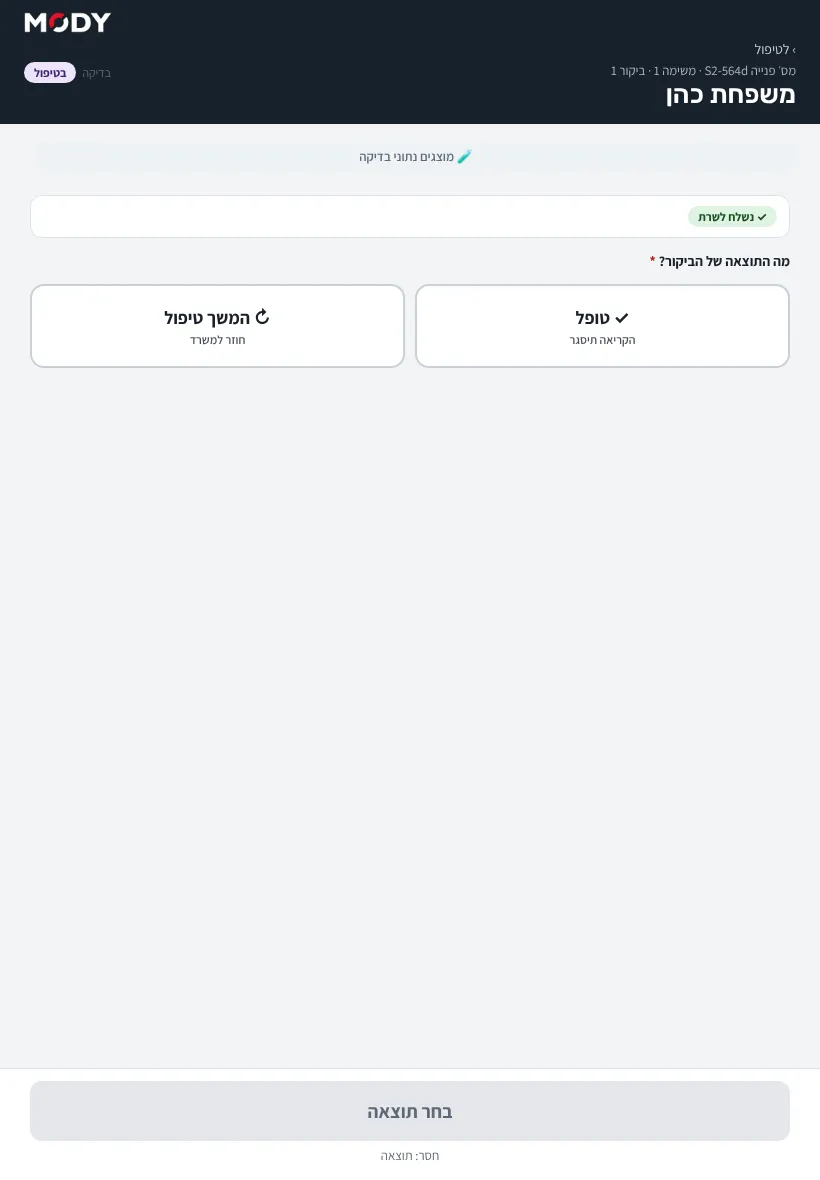 MODY
› לטיפול
מס׳ פנייה S2-564d · משימה 1 · ביקור 1
בדיקה
בטיפול
משפחת כהן
🧪 מוצגים נתוני בדיקה
✓ נשלח לשרת
מה התוצאה של הביקור? *
✓ טופל
הקריאה תיסגר
↻ המשך טיפול
חוזר למשרד
בחר תוצאה
חסר: תוצאה